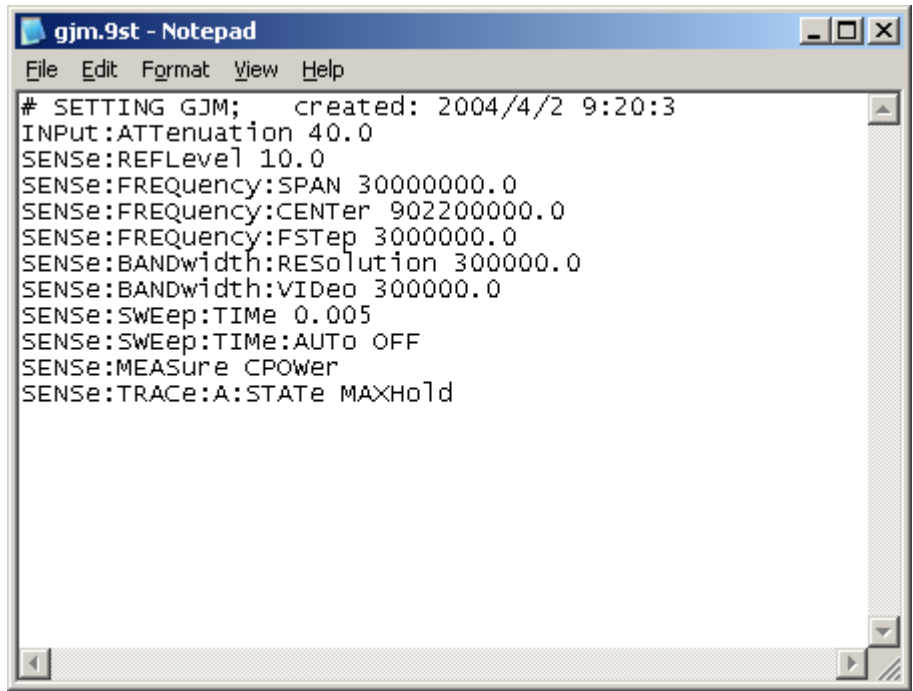 gjm.9st - Notepad
File Edit Format View Help
# SETTING GJM;   created: 2004/4/2 9:20:3
INPut:ATTenuation 40.0
SENSe:REFLevel 10.0
SENSe:FREQuency:SPAN 30000000.0
SENSe:FREQuency:CENTer 902200000.0
SENSe:FREQuency:FSTep 3000000.0
SENSe:BANDwidth:RESolution 300000.0
SENSe:BANDwidth:VIDeo 300000.0
SENSe:SWEep:TIMe 0.005
SENSe:SWEep:TIMe:AUTo OFF
SENSe:MEASure CPOWer
SENSe:TRACe:A:STATe MAXHold